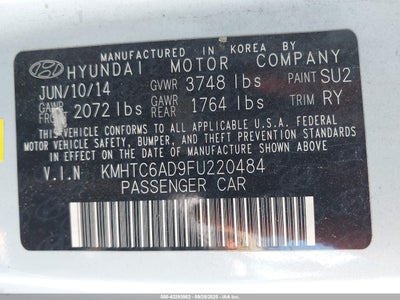 MANUFACTURED IN KOREA BY
HYUNDAI MOTOR COMPANY
JUN/10/14 GVWR 3748 lbs PAINT SU2
GAWR FRONT 2072 lbs GAWR REAR 1764 lbs TRIM RY
THIS VEHICLE CONFORMS TO ALL APPLICABLE U.S.A. FEDERAL
MOTOR VEHICLE SAFETY, BUMPER, AND THEFT PREVENTION
STANDARDS IN EFFECT ON THE DATE OF MANUFACTURE SHOWN ABOVE.
V.I.N KMHTC6AD9FU220484
PASSENGER CAR